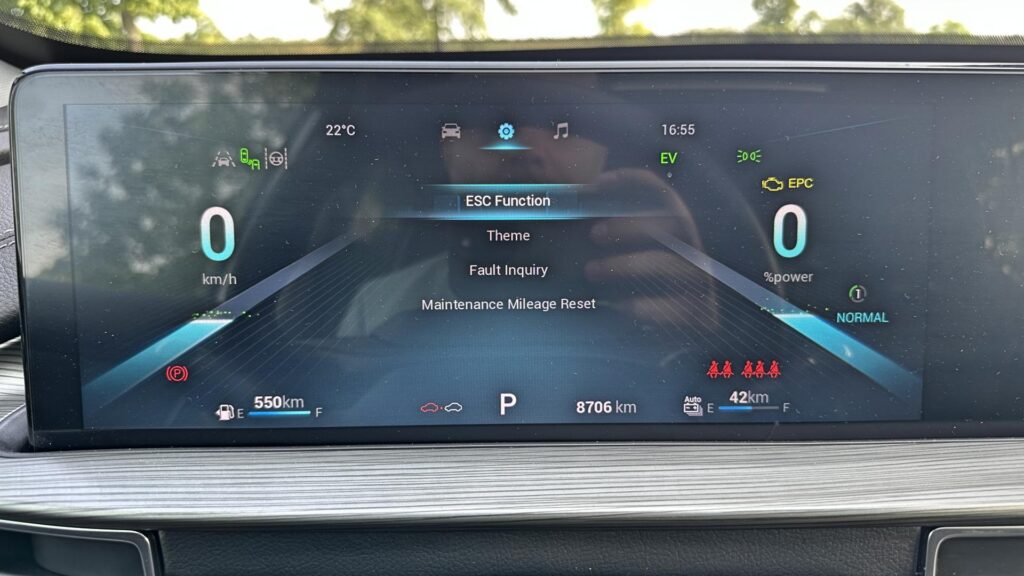 22°C
16:55
EV
EPC
0
km/h
ESC Function
Theme
Fault Inquiry
Maintenance Mileage Reset
0
%power
1
NORMAL
P
E 550km F
P
8706 km
Auto
E 42km F